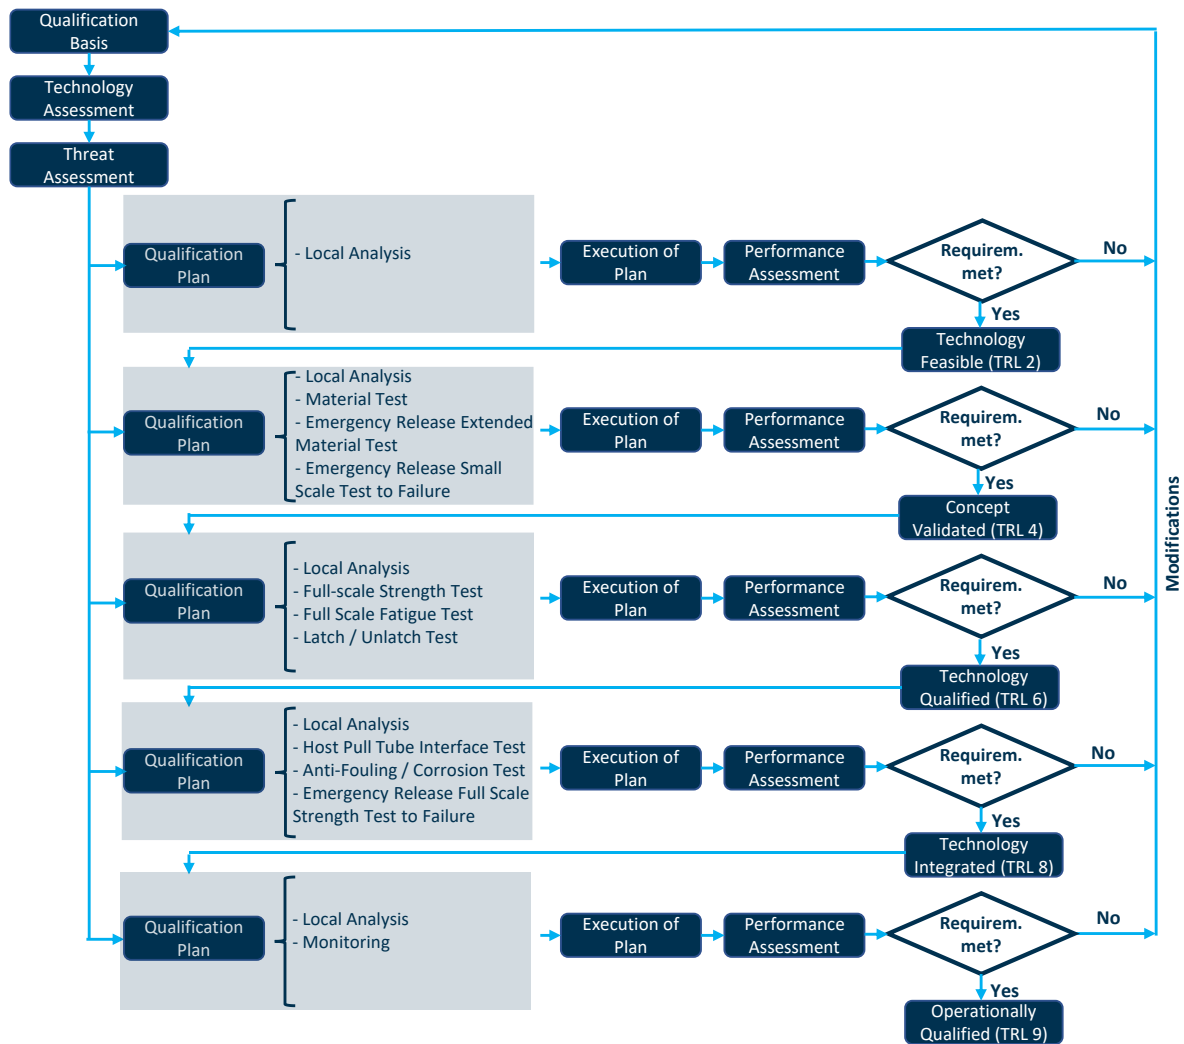 Qualification
Basis
Technology
Assessment
Threat
Assessment
Qualification
Plan
- Local Analysis
Execution of
Plan
Performance
Assessment
Requirem.
met?
No
Yes
Technology
Feasible (TRL 2)
Qualification
Plan
- Local Analysis
- Material Test
- Emergency Release Extended
Material Test
- Emergency Release Small
Scale Test to Failure
Execution of
Plan
Performance
Assessment
Requirem.
met?
No
Yes
Concept
Validated (TRL 4)
Modifications
Qualification
Plan
- Local Analysis
- Full-scale Strength Test
- Full Scale Fatigue Test
- Latch / Unlatch Test
Execution of
Plan
Performance
Assessment
Requirem.
met?
No
Yes
Technology
Qualified (TRL 6)
Qualification
Plan
- Local Analysis
- Host Pull Tube Interface Test
- Anti-Fouling / Corrosion Test
- Emergency Release Full Scale
Strength Test to Failure
Execution of
Plan
Performance
Assessment
Requirem.
met?
No
Yes
Technology
Integrated (TRL 8)
Qualification
Plan
- Local Analysis
- Monitoring
Execution of
Plan
Performance
Assessment
Requirem.
met?
No
Yes
Operationally
Qualified (TRL 9)